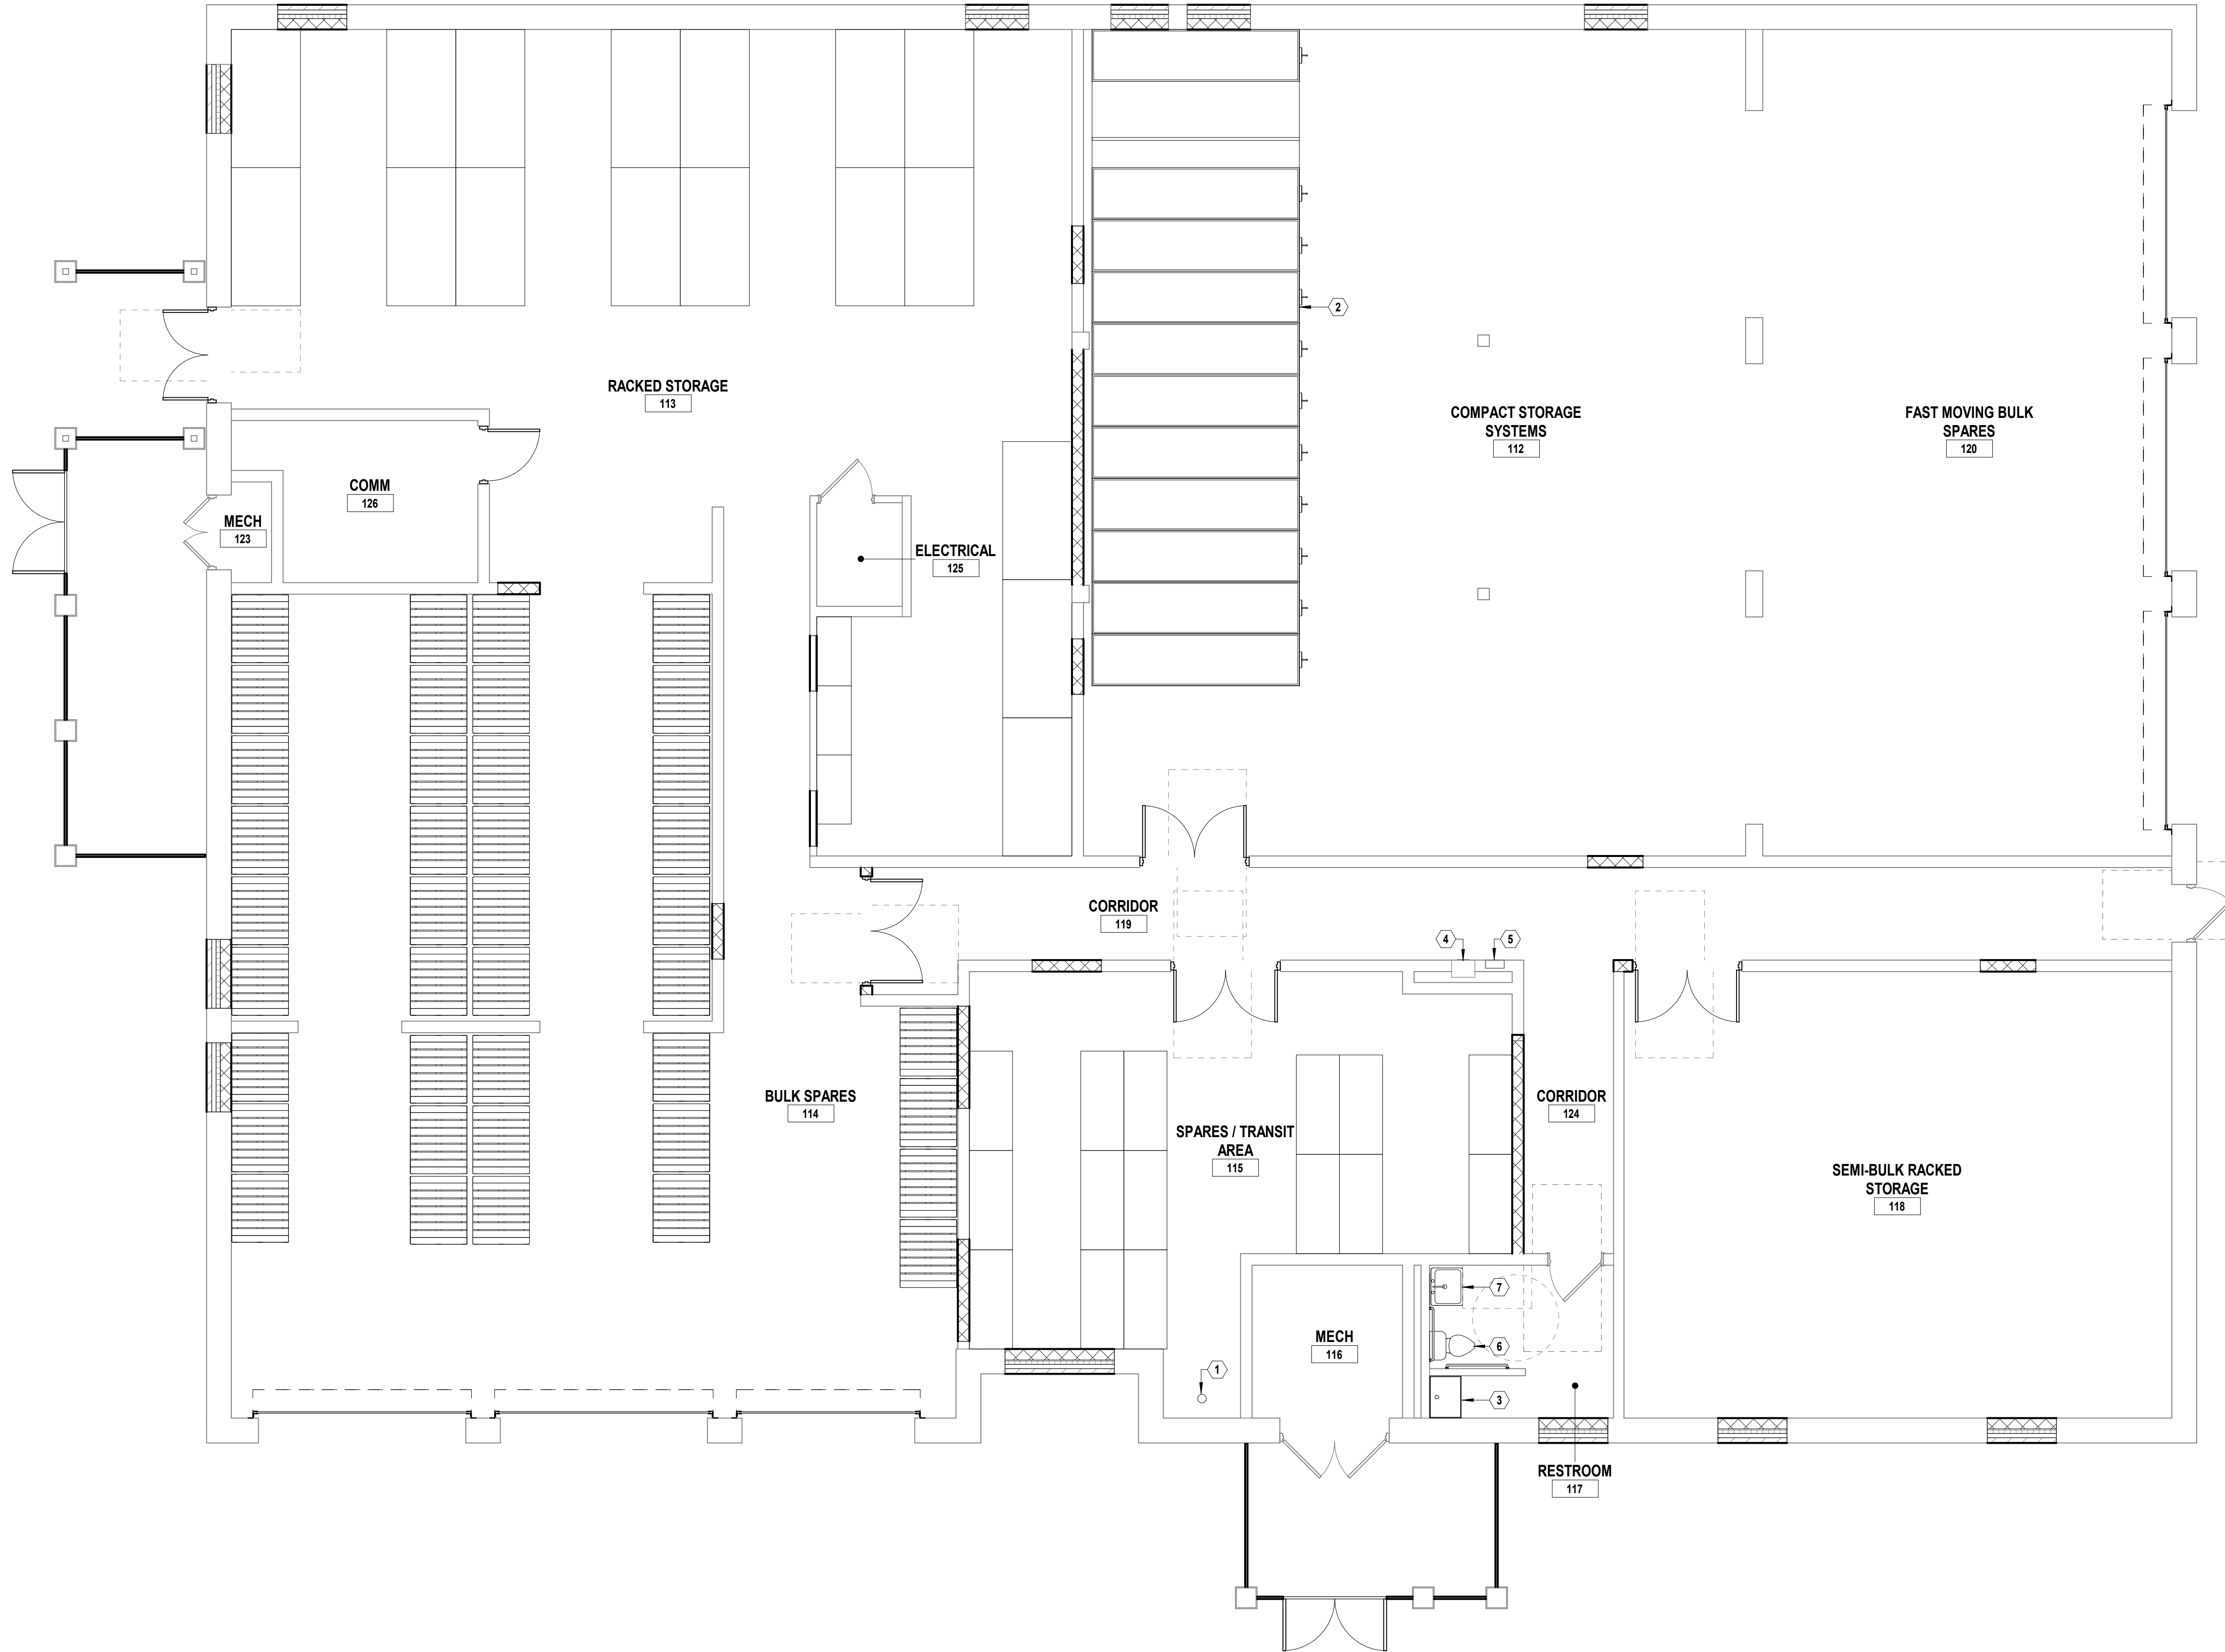 2
RACKED STORAGE
113
COMPACT STORAGE
SYSTEMS
112
FAST MOVING BULK
SPARES
120
COMM
126
MECH
123
ELECTRICAL
125
CORRIDOR
119
4
5
BULK SPARES
114
CORRIDOR
124
SPARES / TRANSIT
AREA
115
SEMI-BULK RACKED
STORAGE
118
7
MECH
116
6
1
3
RESTROOM
117